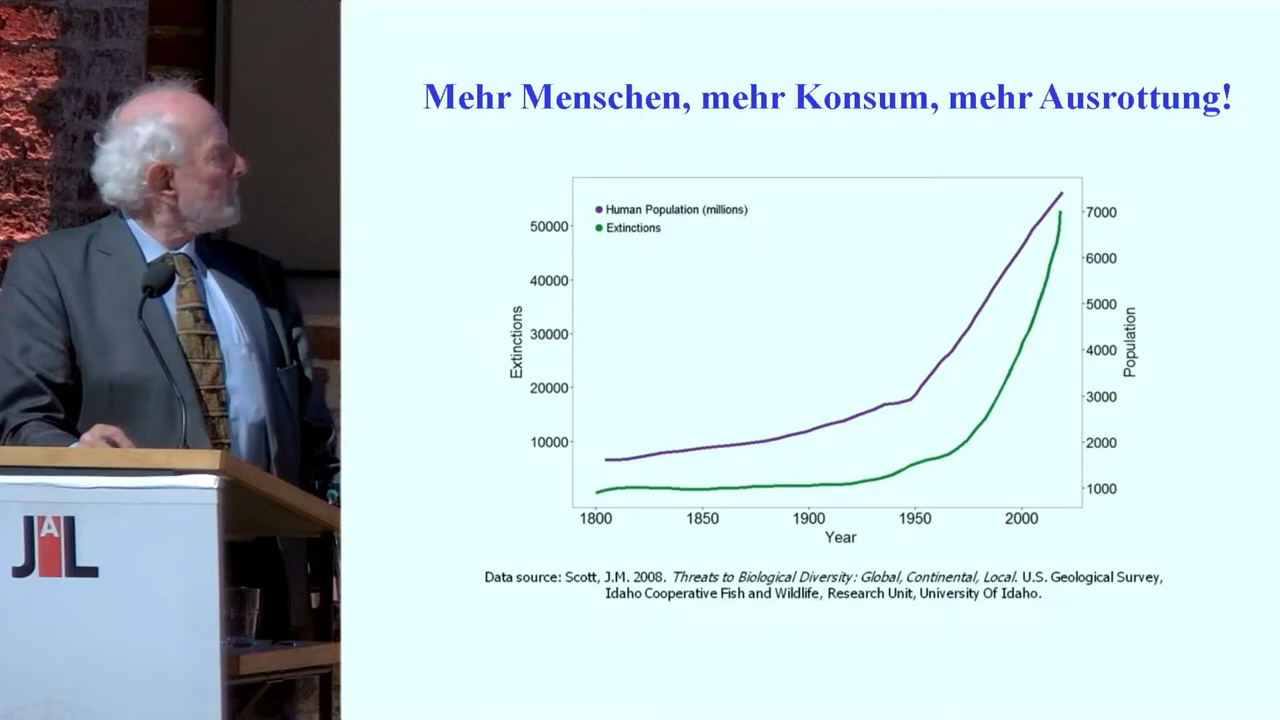 Mehr Menschen, mehr Konsum, mehr Ausrottung!
Human Population (millions)
Extinctions
Extinctions
50000
40000
30000
20000
10000
7000
6000
5000
4000
3000
2000
1000
Population
1800 1850 1900 1950 2000
Year
Data source: Scott, J.M. 2008. Threats to Biological Diversity: Global, Continental, Local. U.S. Geological Survey,
Idaho Cooperative Fish and Wildlife, Research Unit, University Of Idaho.
JAL